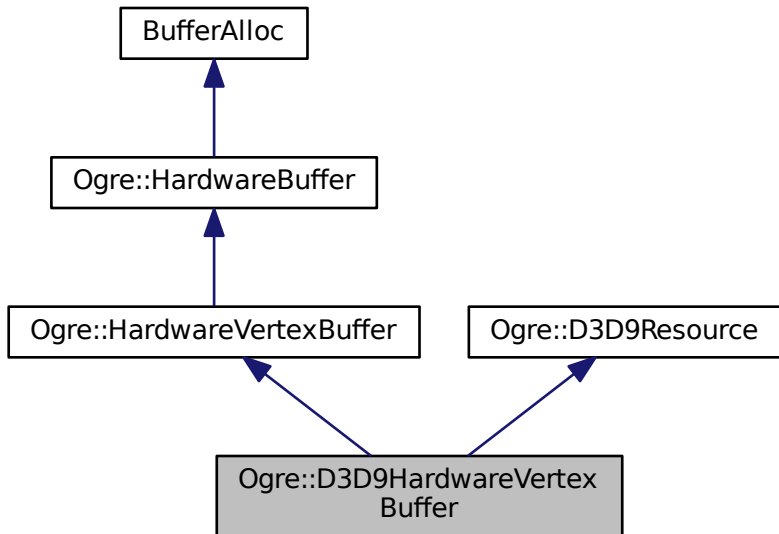 BufferAlloc
Ogre::HardwareBuffer
Ogre::HardwareVertexBuffer
Ogre::D3D9Resource
Ogre::D3D9HardwareVertex
Buffer